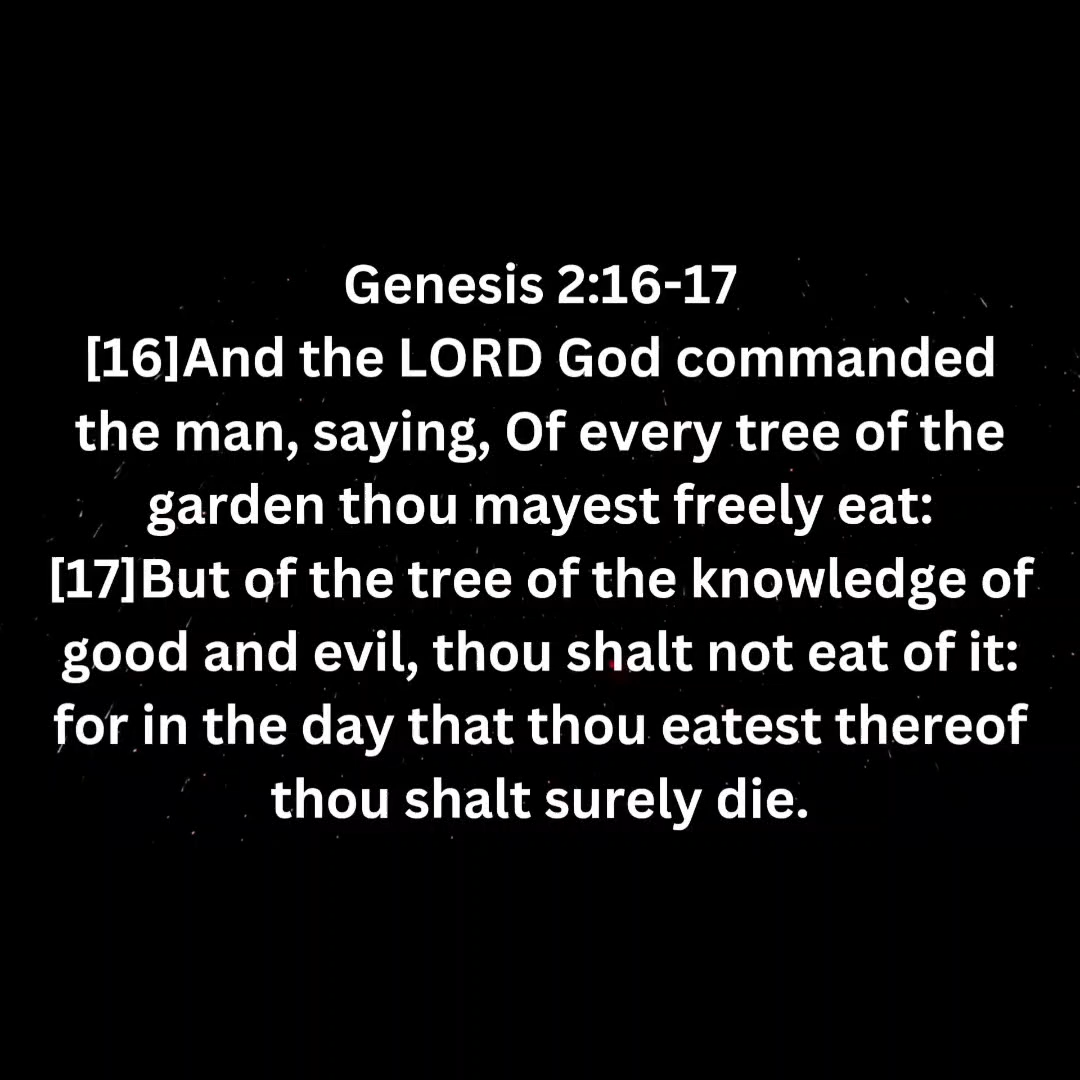 Genesis 2:16-17
[16]And the LORD God commanded
the man, saying, Of every tree of the
garden thou mayest freely eat:
[17]But of the tree of the knowledge of
good and evil, thou shalt not eat of it:
for in the day that thou eatest thereof
thou shalt surely die.